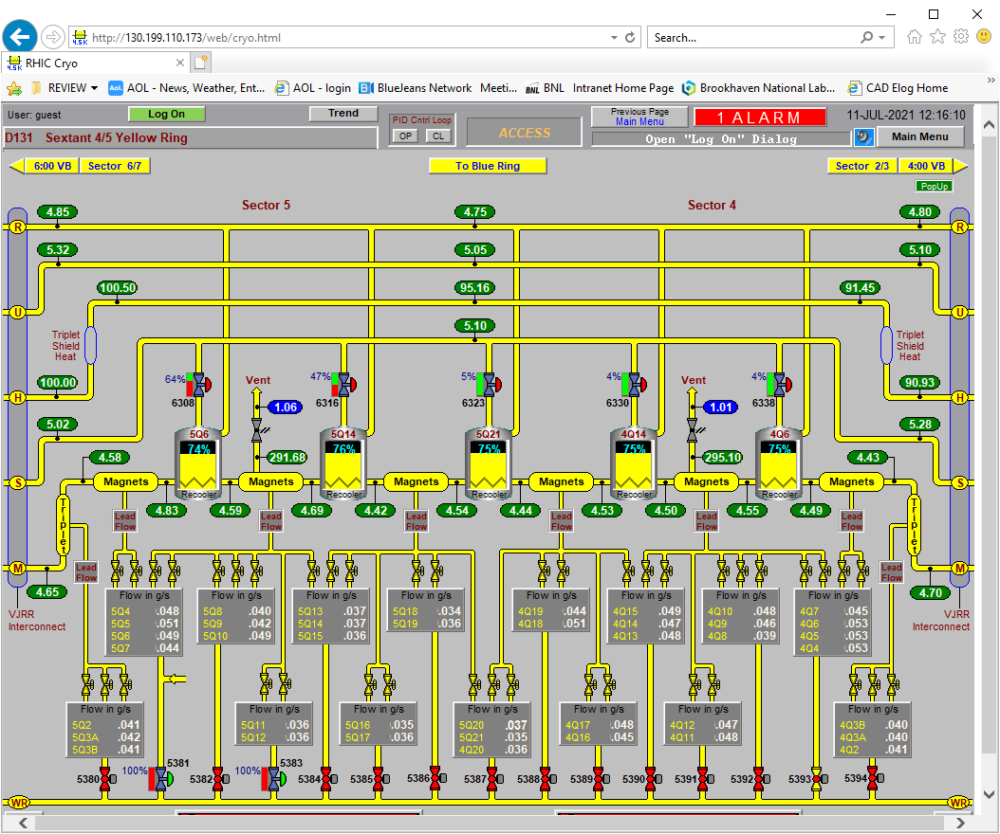 4.5K
http://130.199.110.173/web/cryo.html
Search...
4.5K RHIC Cryo
REVIEW
AOL - News, Weather, Ent...
AOL - login
BlueJeans Network
Meeti...
BNL Intranet Home Page
Brookhaven National Lab...
CAD Elog Home
User: guest
Log On
Trend
PID Cntrl Loop
OP CL
ACCESS
Previous Page
Main Menu
1 ALARM
11-JUL-2021 12:16:10
D131 Sextant 4/5 Yellow Ring
Open "Log On" Dialog
Main Menu
6:00 VB Sector 6/7 To Blue Ring Sector 2/3 4:00 VB
PopUp
Sector 5 Sector 4
4.85 4.75 4.80
R R
5.32 5.05 5.10
100.50 95.16 91.45
U U
5.10
Triplet
Shield
Heat
Triplet
Shield
Heat
64% 47% 5% 4% 4%
100.00 Vent Vent 90.93
H H
6308 6316 6323 6330 6338
1.06 1.01
5.02 5.28
5Q6 5Q14 5Q21 4Q14 4Q6
74% 76% 75% 75% 75%
4.58 291.68 295.10 4.43
S Magnets Magnets Magnets Magnets Magnets Magnets S
Recooler Recooler Recooler Recooler Recooler
4.83 4.59 4.69 4.42 4.54 4.44 4.53 4.50 4.55 4.49
Triplet Triplet
Lead
Flow
Lead
Flow
Lead
Flow
Lead
Flow
Lead
Flow
Lead
Flow
Lead
Flow
Lead
Flow
M M
4.65 4.70
VJRR
Interconnect
VJRR
Interconnect
Flow in g/s
5Q4 .048
5Q5 .051
5Q6 .049
5Q7 .044
Flow in g/s
5Q8 .040
5Q9 .042
5Q10 .049
Flow in g/s
5Q13 .037
5Q14 .037
5Q15 .036
Flow in g/s
5Q18 .034
5Q19 .036
Flow in g/s
4Q19 .044
4Q18 .051
Flow in g/s
4Q15 .049
4Q14 .047
4Q13 .048
Flow in g/s
4Q10 .048
4Q9 .046
4Q8 .039
Flow in g/s
4Q7 .045
4Q6 .053
4Q5 .053
4Q4 .053
Flow in g/s
5Q2 .041
5Q3A .042
5Q3B .041
Flow in g/s
5Q11 .036
5Q12 .036
Flow in g/s
5Q16 .035
5Q17 .036
Flow in g/s
5Q20 .037
5Q21 .035
4Q20 .036
Flow in g/s
4Q17 .048
4Q16 .045
Flow in g/s
4Q12 .047
4Q11 .048
Flow in g/s
4Q3B .040
4Q3A .040
4Q2 .041
5381 5383
100% 100%
5380 5382 5384 5385 5386 5387 5388 5389 5390 5391 5392 5393 5394
WR WR